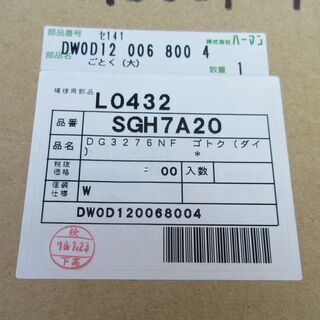 部品番号 ｾ141 株式会社 ハーマン
DW0D12 006 800 4
部品名 ごとく(大) 数量 1
補修用部品 L0432
品番 SGH7A20
品名 DG3276NF ゴトク(ダイ
) *
税抜価格 = 00 入数
個装仕様 W
DW0D120068004
検
下高